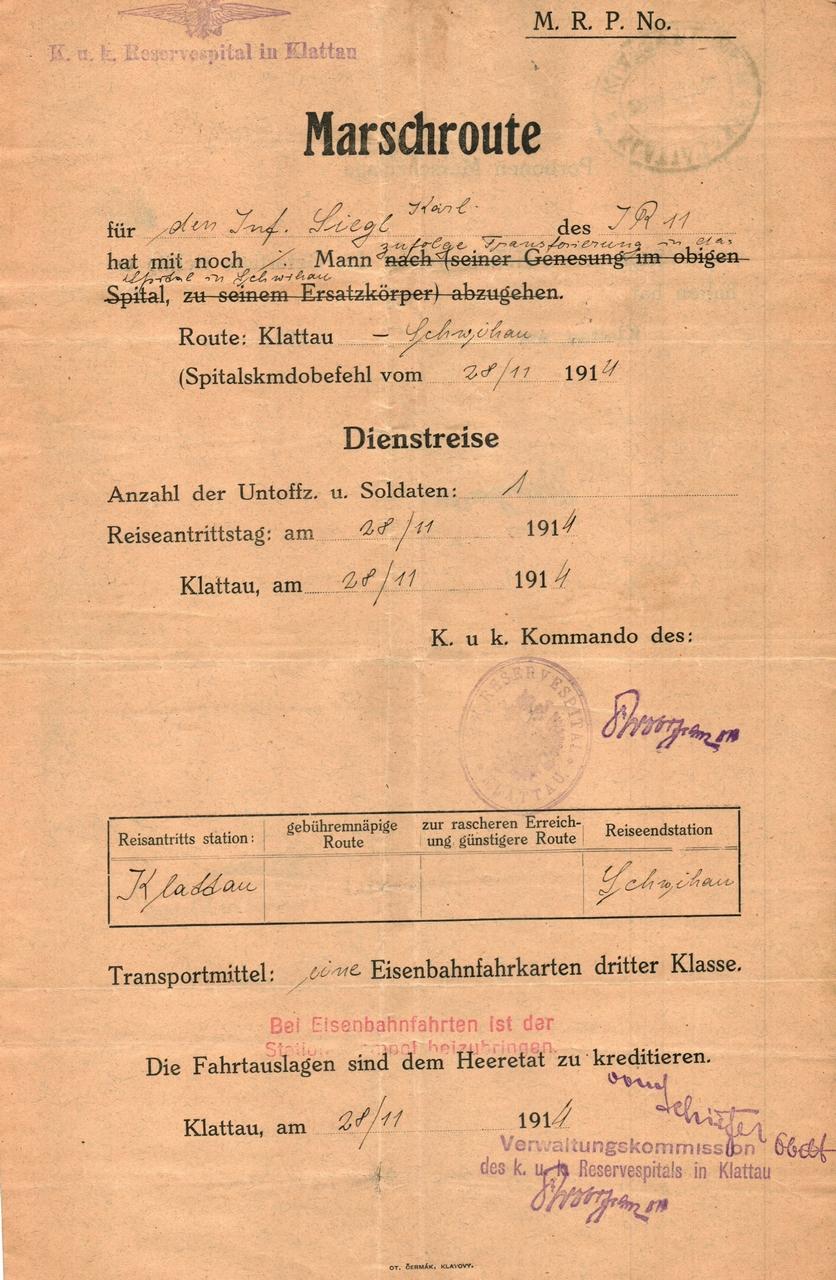 K. u. k. Reservespital in Klattau
M. R. P. No.
Marschroute
Karl
für den Inf. Siegl des IR 11
zufolge Transferierung in das
hat mit noch ·/. Mann nach (seiner Genesung im obigen
Spital in Schwihau
Spital, zu seinem Ersatzkörper) abzugehen.
Route: Klattau – Schwihau
(Spitalskmdobefehl vom 28/11 1914
Dienstreise
Anzahl der Untoffz. u. Soldaten: 1
Reiseantrittstag: am 28/11 1914
Klattau, am 28/11 1914
K. u k. Kommando des:
RESERVESPITAL
KLATTAU
Reisantritts station:
gebühremnäpige
Route
zur rascheren Erreich-
ung günstigere Route
Reiseendstation
Klattau
Schwihau
Transportmittel: eine Eisenbahnfahrkarten dritter Klasse.
Bei Eisenbahnfahrten ist der
beizubringen.
Die Fahrtauslagen sind dem Heeretat zu kreditieren.
Klattau, am 28/11 1914
Verwaltungskommission
des k. u. k. Reservespitals in Klattau
OT. ČERMÁK, KLATOVY.